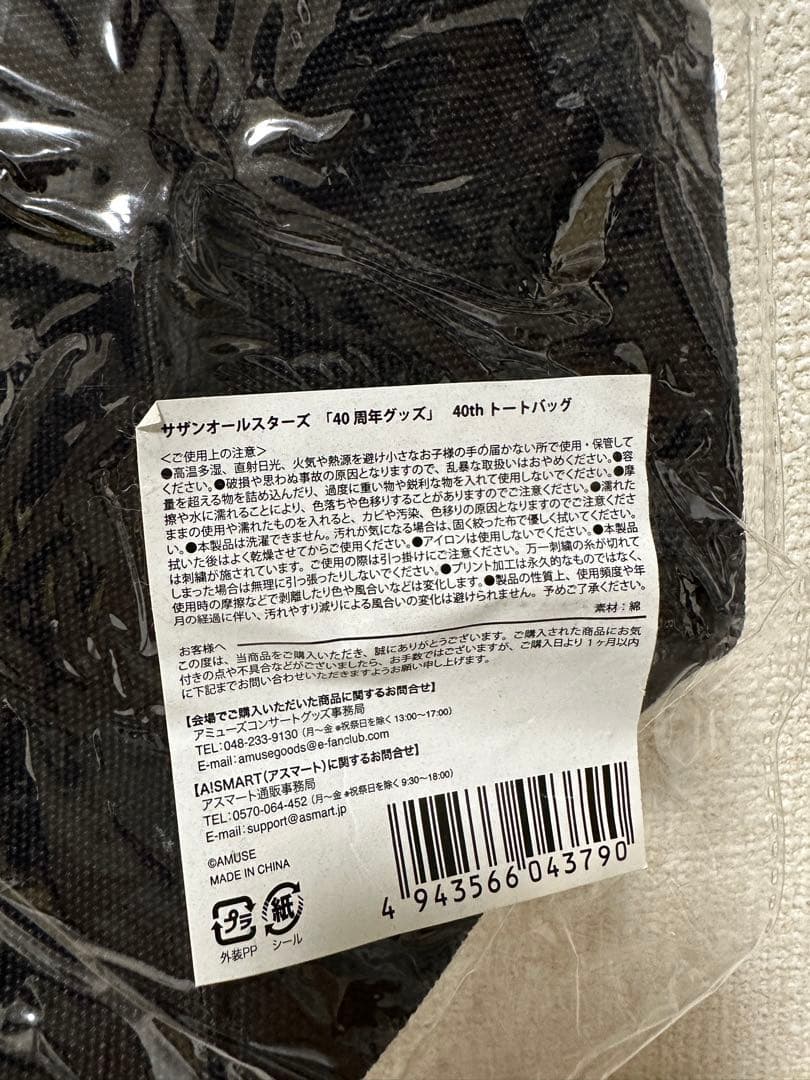 サザンオールスターズ 「40 周年グッズ」 40th トートバッグ
＜ご使用上の注意＞
●高温多湿、直射日光、火気や熱源を避け小さなお子様の手の届かない所で使用・保管して
ください。●破損や思わぬ事故の原因となりますので、乱暴な取扱いはおやめください。●容
量を超える物を詰め込んだり、過度に重い物や鋭利な物を入れて使用しないでください。●摩
擦や水に濡れることにより、色落ちや色移りすることがありますのでご注意ください。●濡れた
ままの使用や濡れたものを入れると、カビや汚染、色移りの原因となりますのでご注意くださ
い。●本製品は洗濯できません。汚れが気になる場合は、固く絞った布で優しく拭いてください。
拭いた後はよく乾燥させてからご使用ください。●アイロンは使用しないでください。●本製品
は刺繍が施されています。ご使用の際は引っ掛けにご注意ください。万一刺繍の糸が切れて
しまった場合は無理に引っ張ったりしないでください。●プリント加工は永久的なものではなく、
使用時の摩擦などで剥離したり色や風合いなどは変化します。●製品の性質上、使用頻度や年
月の経過に伴い、汚れやすり減りによる風合いの変化は避けられません。予めご了承ください。
素材：綿
お客様へ
この度は、当商品をご購入いただき、誠にありがとうございます。ご購入された商品にお気
付きの点や不具合などがございましたら、お手数ではございますが、ご購入日より1ヶ月以内
に下記までお問い合わせいただきますようお願い申し上げます。
【会場でご購入いただいた商品に関するお問合せ】
アミューズコンサートグッズ事務局
TEL:048-233-9130（月〜金 ※祝祭日を除く 13:00〜17:00）
E-mail:amusegoods@e-fanclub.com
【A!SMART（アスマート）に関するお問合せ】
アスマート通販事務局
TEL:0570-064-452（月〜金 ※祝祭日を除く 9:30〜18:00）
E-mail:support@asmart.jp
©AMUSE
MADE IN CHINA
4 943566 043790
プラ 紙
外装PP シール